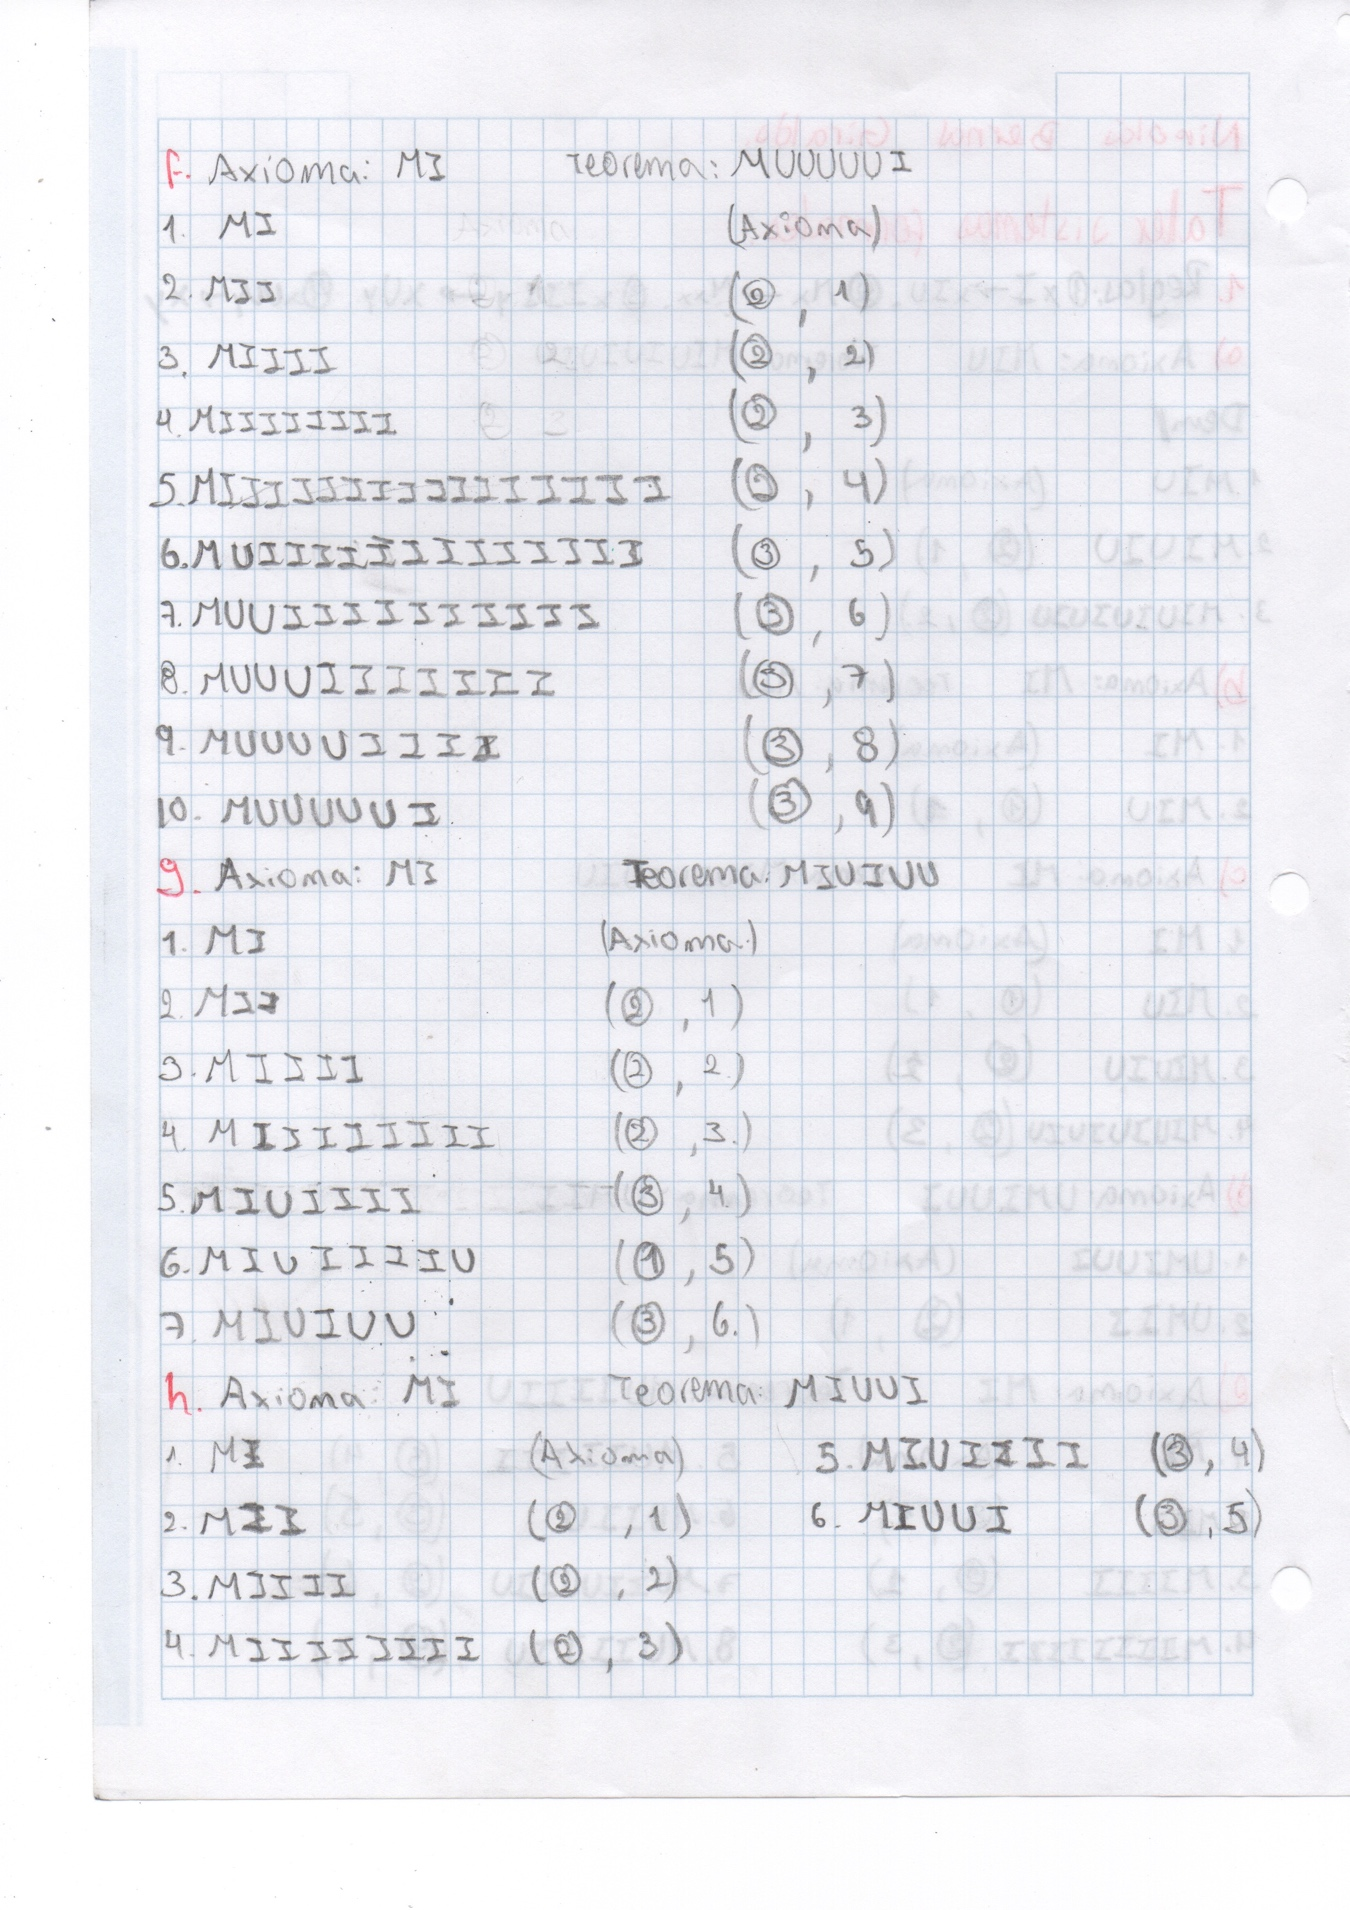 f. Axioma: MI Teorema: MUUUUUI
1. MI (Axioma)
2. MII (②, 1)
3. MIIII (②, 2)
4. MIIIIIIII (②, 3)
5. MIIIIIIIIIIIIIIII (②, 4)
6. MUIIIIIIIIIIIII (③, 5)
7. MUUIIIIIIIIII (③, 6)
8. MUUUIIIIIII (③, 7)
9. MUUUUIIII (③, 8)
10. MUUUUUI (③, 9)
g. Axioma: MI Teorema: MIUIUU
1. MI (Axioma.)
2. MII (②, 1)
3. MIIII (②, 2)
4. MIIIIIIII (②, 3.)
5. MIUIIII (③, 4)
6. MIUIIIIU (①, 5)
7. MIUIUU (③, 6.)
h. Axioma: MI Teorema: MIUUI
1. MI (Axioma)
2. MII (②, 1)
3. MIIII (②, 2)
4. MIIIIIIII (②, 3)
5. MIUIIII (③, 4)
6. MIUUI (③, 5)